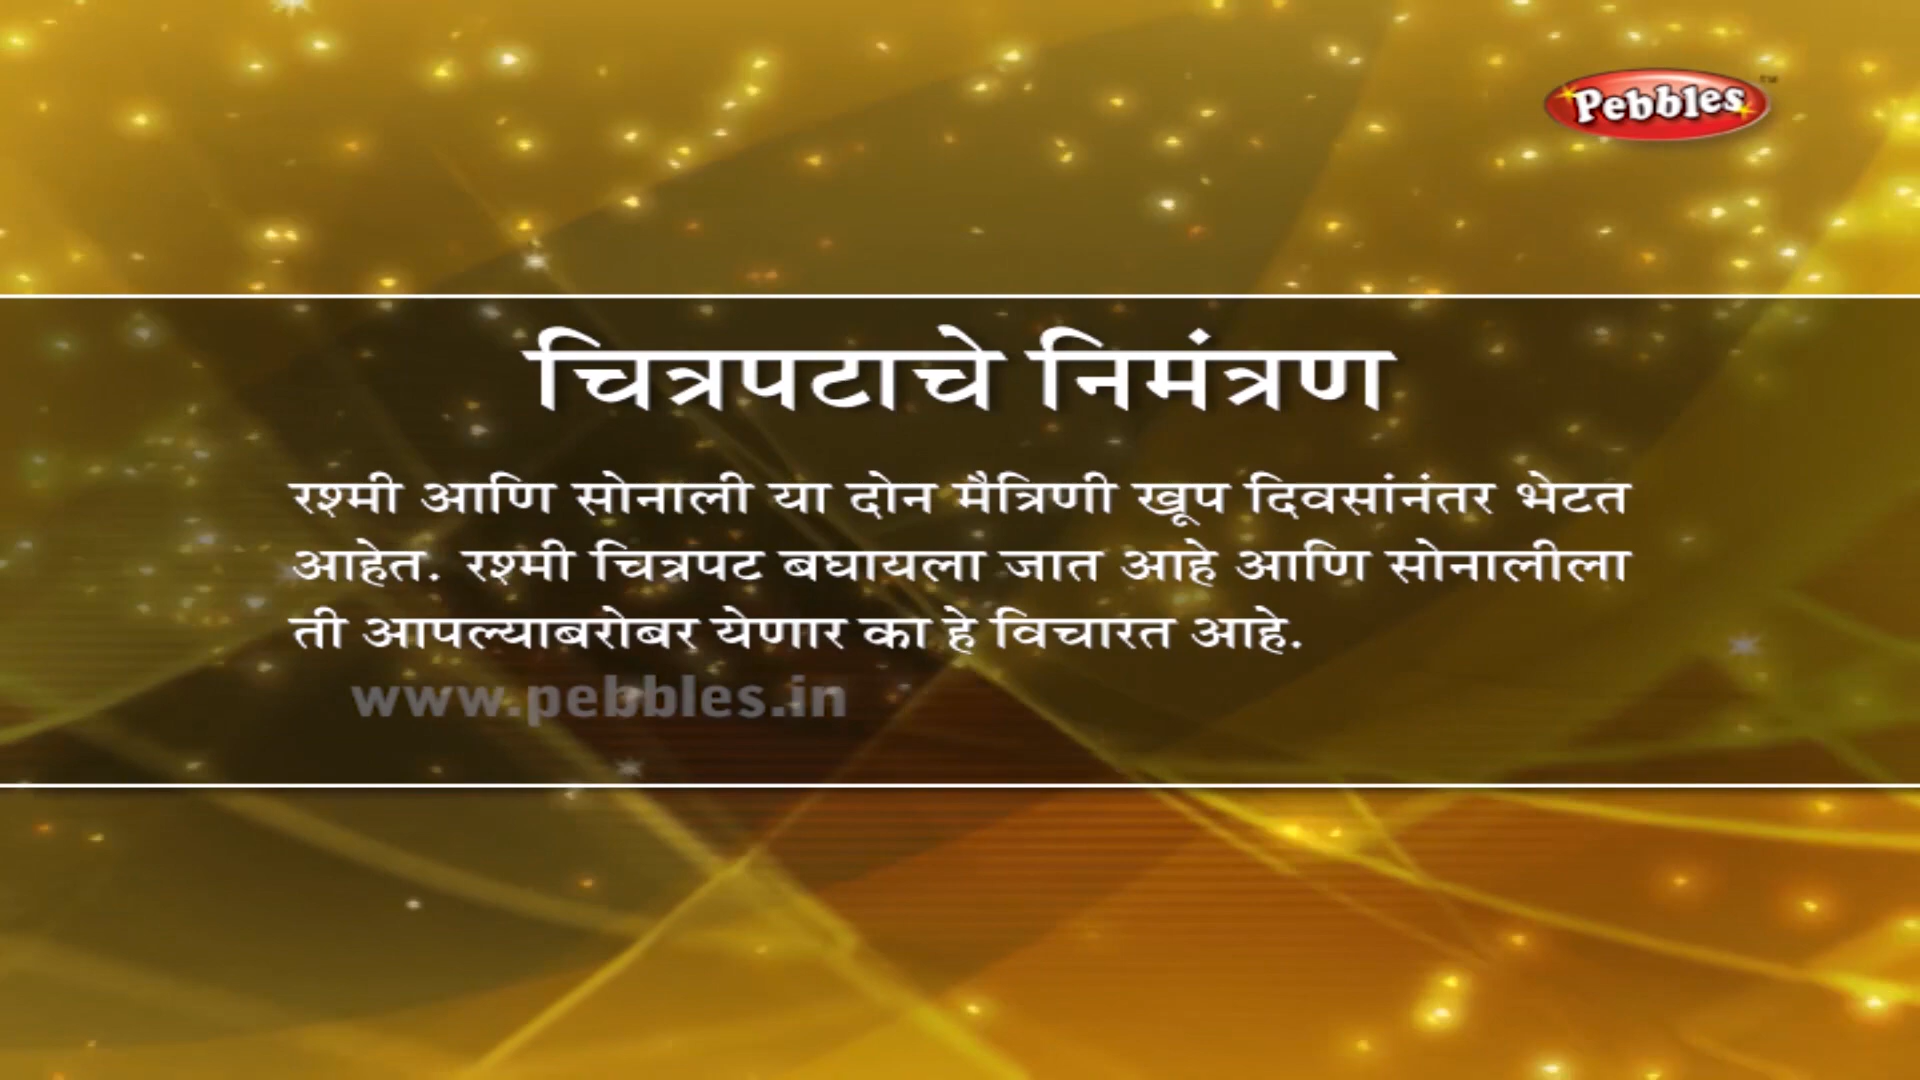 Pebbles™
चित्रपटाचे निमंत्रण
रश्मी आणि सोनाली या दोन मैत्रिणी खूप दिवसांनंतर भेटत
आहेत. रश्मी चित्रपट बघायला जात आहे आणि सोनालीला
ती आपल्याबरोबर येणार का हे विचारत आहे.
www.pebbles.in